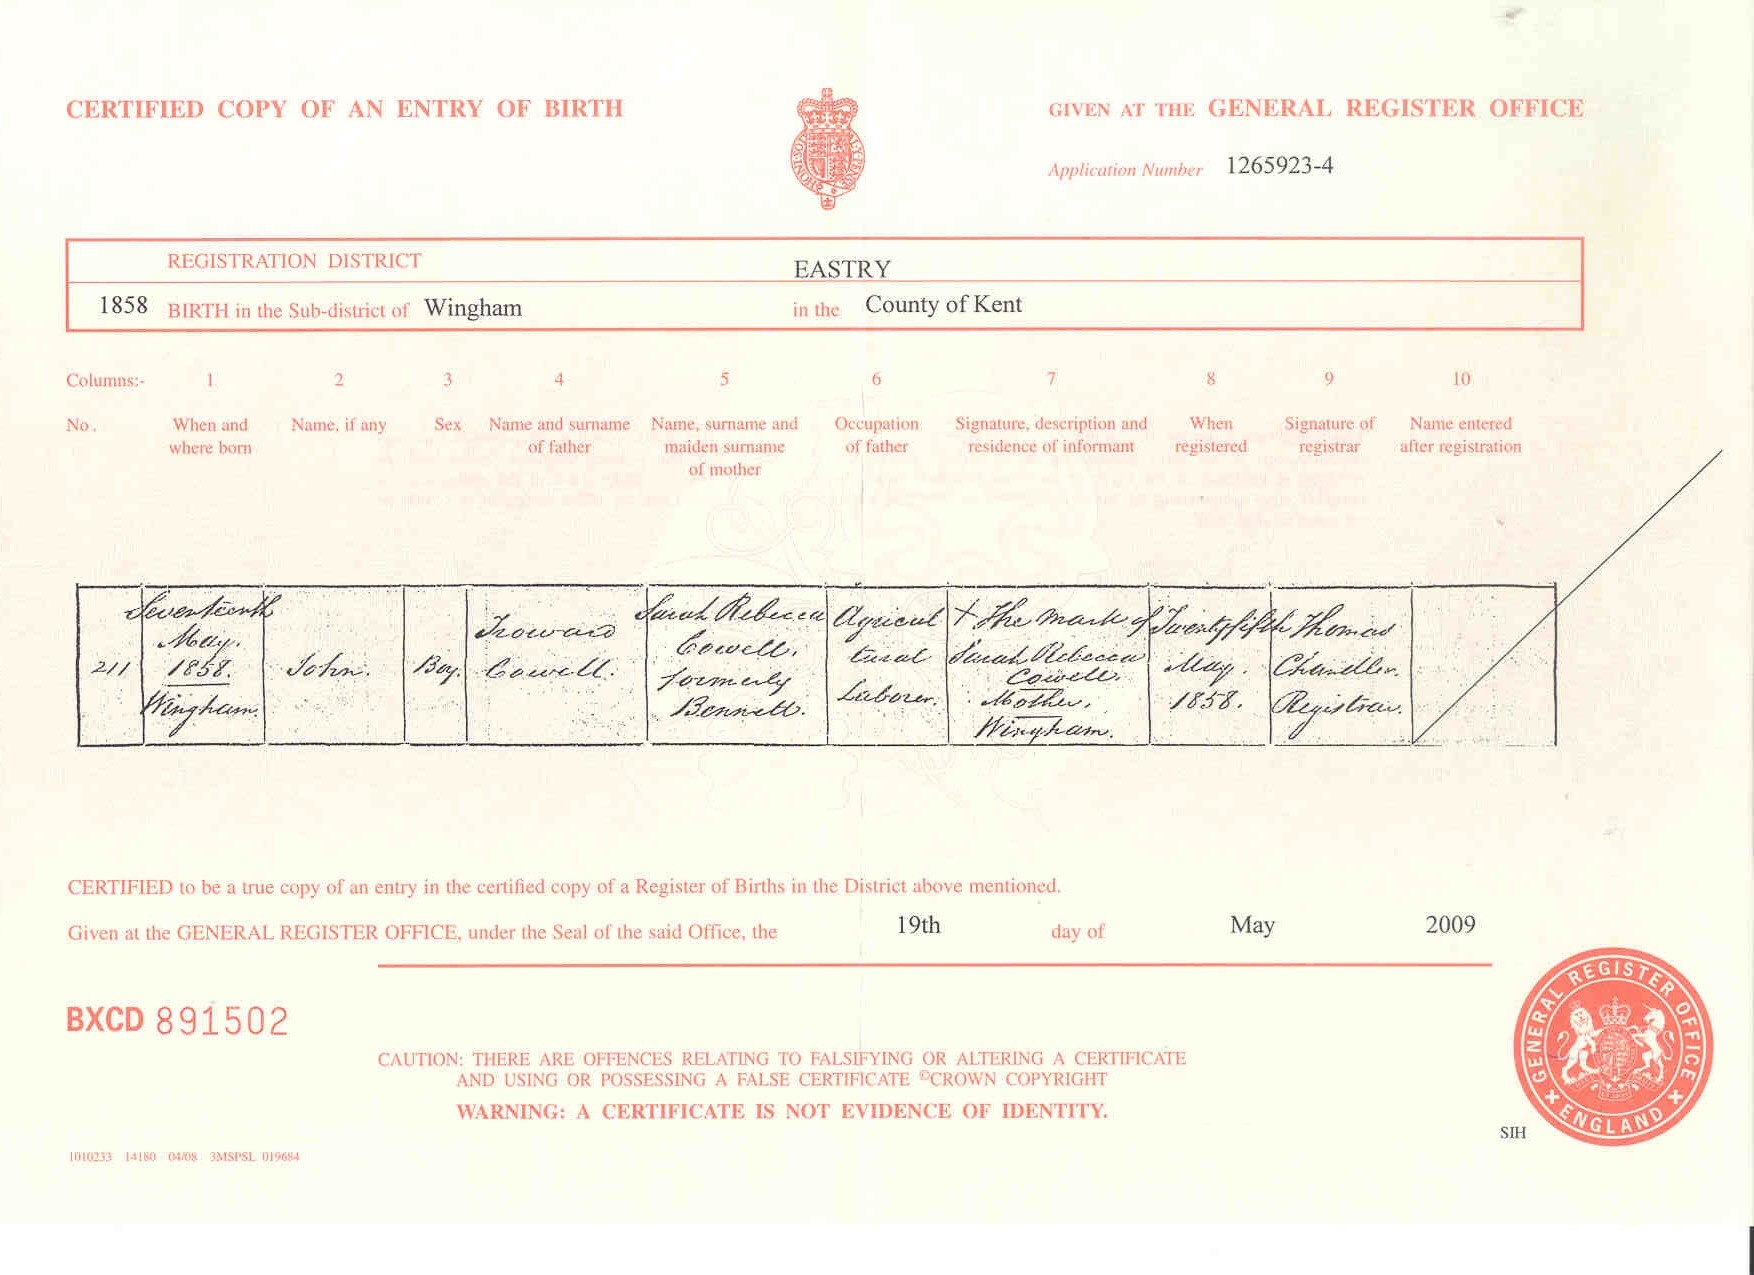 CERTIFIED COPY OF AN ENTRY OF BIRTH
GIVEN AT THE GENERAL REGISTER OFFICE
Application Number 1265923-4
REGISTRATION DISTRICT EASTRY
1858 BIRTH in the Sub-district of Wingham in the County of Kent
Columns:- 1 2 3 4 5 6 7 8 9 10
No. When and where born
Name, if any
Sex
Name and surname of father
Name, surname and maiden surname of mother
Occupation of father
Signature, description and residence of informant
When registered
Signature of registrar
Name entered after registration
211
Seventeenth
May.
1858.
Wingham.
John.
Boy.
Troward
Cowell.
Sarah Rebecca
Cowell,
formerly
Bennett.
Agricul
tural
Laborer.
X The mark of
Sarah Rebecca
Cowell.
Mother.
Wingham.
Twentyfifth
May.
1858.
Thomas
Chandler.
Registrar.
CERTIFIED to be a true copy of an entry in the certified copy of a Register of Births in the District above mentioned.
Given at the GENERAL REGISTER OFFICE, under the Seal of the said Office, the 19th day of May 2009
BXCD 891502
CAUTION: THERE ARE OFFENCES RELATING TO FALSIFYING OR ALTERING A CERTIFICATE
AND USING OR POSSESSING A FALSE CERTIFICATE ©CROWN COPYRIGHT
WARNING: A CERTIFICATE IS NOT EVIDENCE OF IDENTITY.
GENERAL REGISTER OFFICE
ENGLAND
SIH
1010233 14180 04/08 3MSPSL 019684